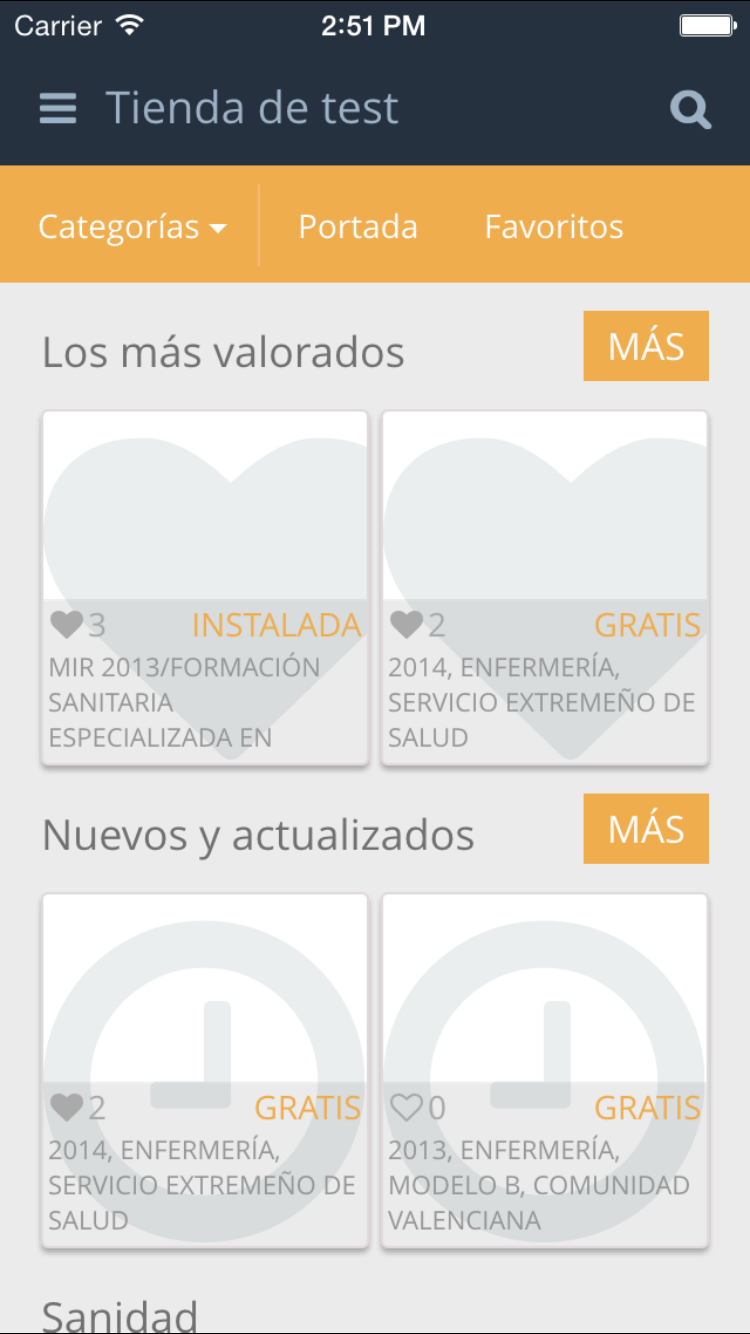 Carrier 2:51 PM
Tienda de test
Categorías Portada Favoritos
Los más valorados MÁS
3 INSTALADA
MIR 2013/FORMACIÓN
SANITARIA
ESPECIALIZADA EN
2 GRATIS
2014, ENFERMERÍA,
SERVICIO EXTREMEÑO DE
SALUD
Nuevos y actualizados MÁS
2 GRATIS
2014, ENFERMERÍA,
SERVICIO EXTREMEÑO DE
SALUD
0 GRATIS
2013, ENFERMERÍA,
MODELO B, COMUNIDAD
VALENCIANA
Sanidad